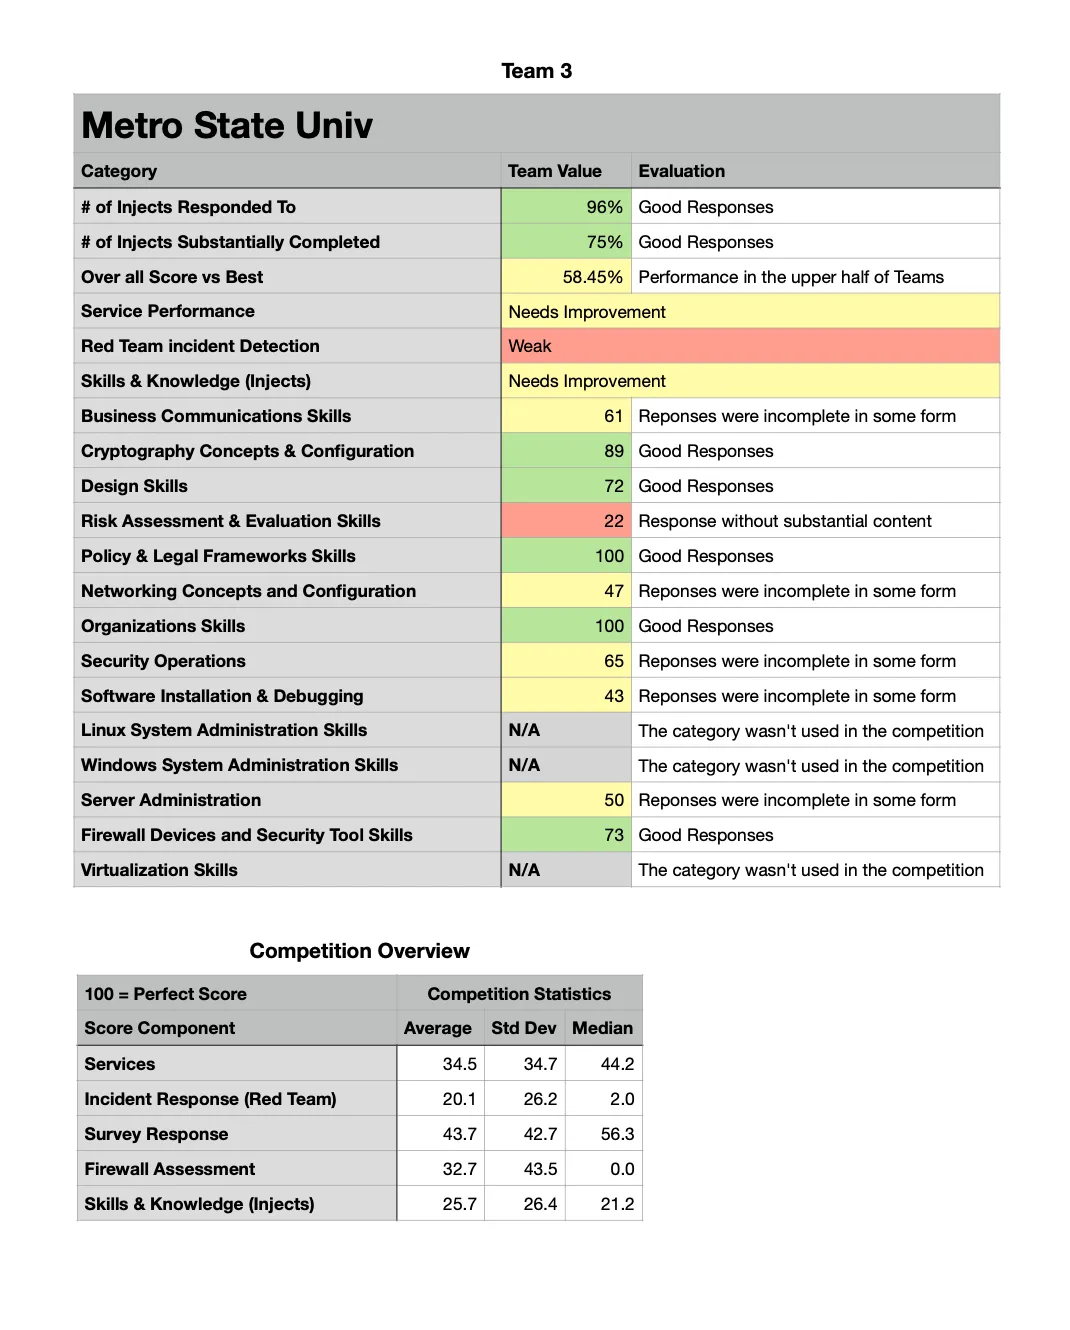 Team 3
Metro State Univ
Category Team Value Evaluation
# of Injects Responded To 96% Good Responses
# of Injects Substantially Completed 75% Good Responses
Over all Score vs Best 58.45% Performance in the upper half of Teams
Service Performance Needs Improvement
Red Team incident Detection Weak
Skills & Knowledge (Injects) Needs Improvement
Business Communications Skills 61 Reponses were incomplete in some form
Cryptography Concepts & Configuration 89 Good Responses
Design Skills 72 Good Responses
Risk Assessment & Evaluation Skills 22 Response without substantial content
Policy & Legal Frameworks Skills 100 Good Responses
Networking Concepts and Configuration 47 Reponses were incomplete in some form
Organizations Skills 100 Good Responses
Security Operations 65 Reponses were incomplete in some form
Software Installation & Debugging 43 Reponses were incomplete in some form
Linux System Administration Skills N/A The category wasn't used in the competition
Windows System Administration Skills N/A The category wasn't used in the competition
Server Administration 50 Reponses were incomplete in some form
Firewall Devices and Security Tool Skills 73 Good Responses
Virtualization Skills N/A The category wasn't used in the competition
Competition Overview
100 = Perfect Score Competition Statistics
Score Component Average Std Dev Median
Services 34.5 34.7 44.2
Incident Response (Red Team) 20.1 26.2 2.0
Survey Response 43.7 42.7 56.3
Firewall Assessment 32.7 43.5 0.0
Skills & Knowledge (Injects) 25.7 26.4 21.2